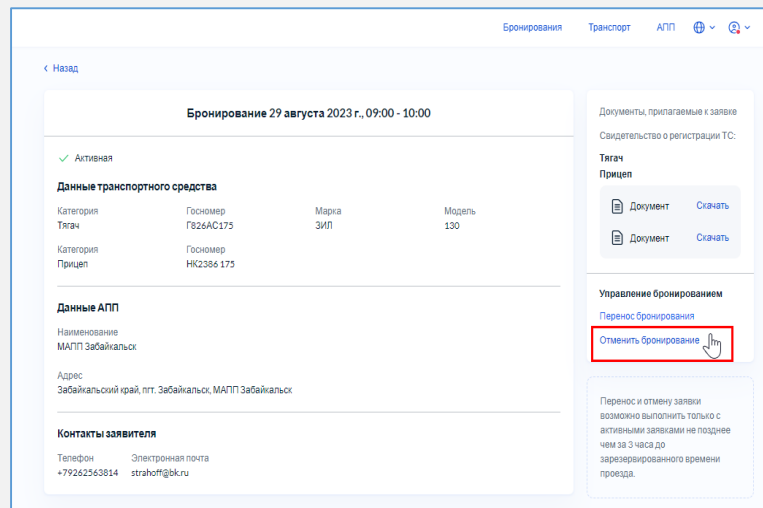 Бронирования Транспорт АПП
Назад
Бронирование 29 августа 2023 г., 09:00 - 10:00
Активная
Данные транспортного средства
Категория Госномер Марка Модель
Тягач Г826АС175 ЗИЛ 130
Категория Госномер
Прицеп НК2386 175
Данные АПП
Наименование
МАПП Забайкальск
Адрес
Забайкальский край, пгт. Забайкальск, МАПП Забайкальск
Контакты заявителя
Телефон Электронная почта
+79262563814 strahoff@bk.ru
Документы, прилагаемые к заявке
Свидетельство о регистрации ТС:
Тягач
Прицеп
Документ Скачать
Документ Скачать
Управление бронированием
Перенос бронирования
Отменить бронирование
Перенос и отмену заявки
возможно выполнить только с
активными заявками не позднее
чем за 3 часа до
зарезервированного времени
проезда.